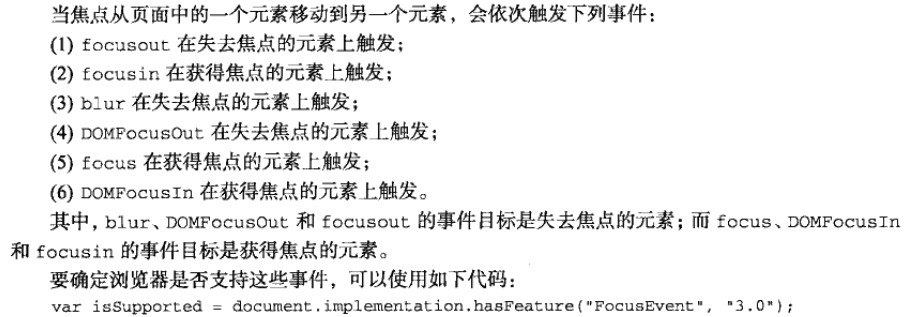 当焦点从页面中的一个元素移动到另一个元素，会依次触发下列事件：
(1) focusout 在失去焦点的元素上触发；
(2) focusin 在获得焦点的元素上触发；
(3) blur 在失去焦点的元素上触发；
(4) DOMFocusOut 在失去焦点的元素上触发；
(5) focus 在获得焦点的元素上触发；
(6) DOMFocusIn 在获得焦点的元素上触发。
其中，blur、DOMFocusOut 和 focusout 的事件目标是失去焦点的元素；而 focus、DOMFocusIn
和 focusin 的事件目标是获得焦点的元素。
要确定浏览器是否支持这些事件，可以使用如下代码：
var isSupported = document.implementation.hasFeature("FocusEvent", "3.0");